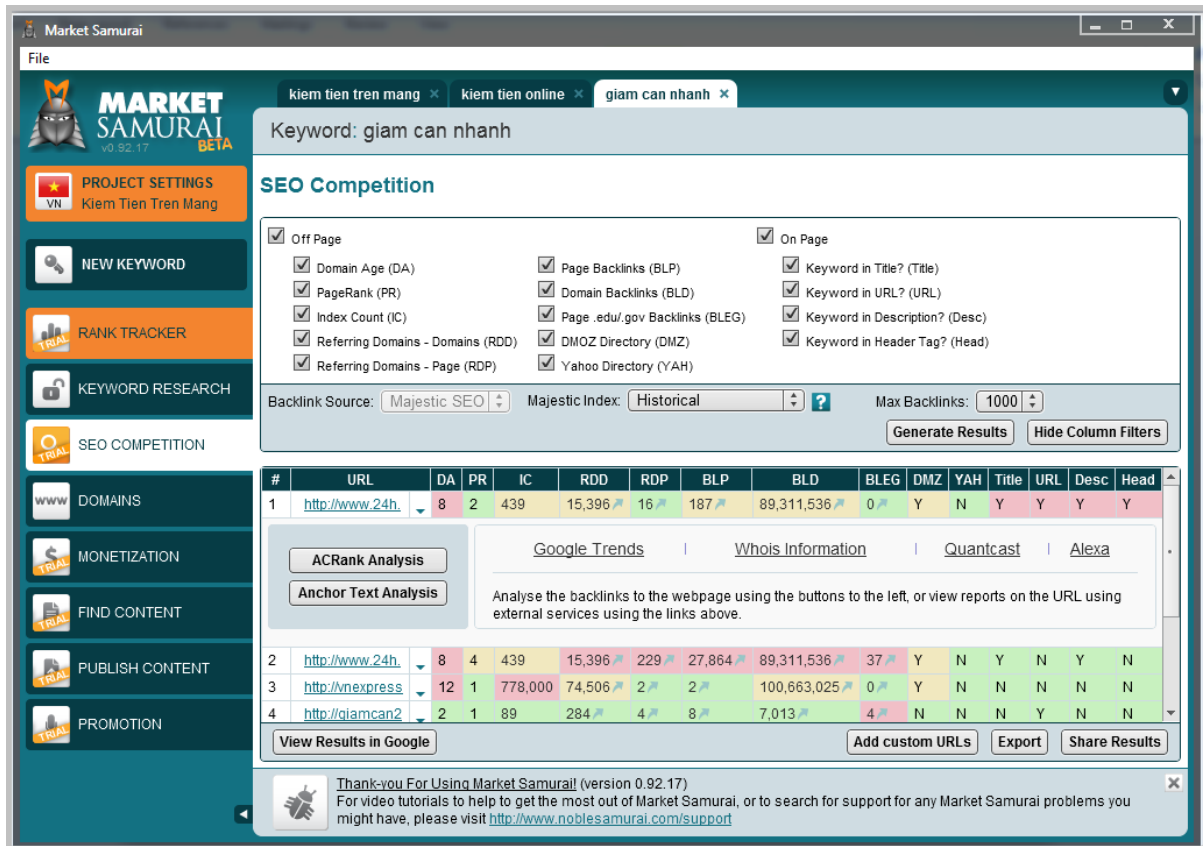 Market Samurai
File
MARKET
SAMURAI
v0.92.17 BETA
kiem tien tren mang × kiem tien online × giam can nhanh ×
Keyword: giam can nhanh
PROJECT SETTINGS
VN Kiem Tien Tren Mang
NEW KEYWORD
TRIAL RANK TRACKER
KEYWORD RESEARCH
TRIAL SEO COMPETITION
www DOMAINS
TRIAL MONETIZATION
TRIAL FIND CONTENT
TRIAL PUBLISH CONTENT
TRIAL PROMOTION
SEO Competition
Off Page On Page
Domain Age (DA) Page Backlinks (BLP) Keyword in Title? (Title)
PageRank (PR) Domain Backlinks (BLD) Keyword in URL? (URL)
Index Count (IC) Page .edu/.gov Backlinks (BLEG) Keyword in Description? (Desc)
Referring Domains - Domains (RDD) DMOZ Directory (DMZ) Keyword in Header Tag? (Head)
Referring Domains - Page (RDP) Yahoo Directory (YAH)
Backlink Source: Majestic SEO Majestic Index: Historical ? Max Backlinks: 1000
Generate Results Hide Column Filters
# URL DA PR IC RDD RDP BLP BLD BLEG DMZ YAH Title URL Desc Head
1 http://www.24h. 8 2 439 15,396 16 187 89,311,536 0 Y N Y Y Y Y
ACRank Analysis
Anchor Text Analysis
Google Trends | Whois Information | Quantcast | Alexa
Analyse the backlinks to the webpage using the buttons to the left, or view reports on the URL using
external services using the links above.
2 http://www.24h. 8 4 439 15,396 229 27,864 89,311,536 37 Y N Y N Y N
3 http://vnexpress 12 1 778,000 74,506 2 2 100,663,025 0 Y N N N N N
4 http://giamcan2 2 1 89 284 4 8 7,013 4 N N N Y N N
View Results in Google Add custom URLs Export Share Results
Thank-you For Using Market Samurai! (version 0.92.17)
For video tutorials to help to get the most out of Market Samurai, or to search for support for any Market Samurai problems you
might have, please visit http://www.noblesamurai.com/support